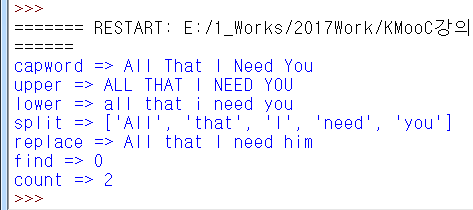 >>>
======= RESTART: E:/1_Works/2017Work/KMooC강의
======
capword => All That I Need You
upper => ALL THAT I NEED YOU
lower => all that i need you
split => ['All', 'that', 'I', 'need', 'you']
replace => All that I need him
find => 0
count => 2
>>>